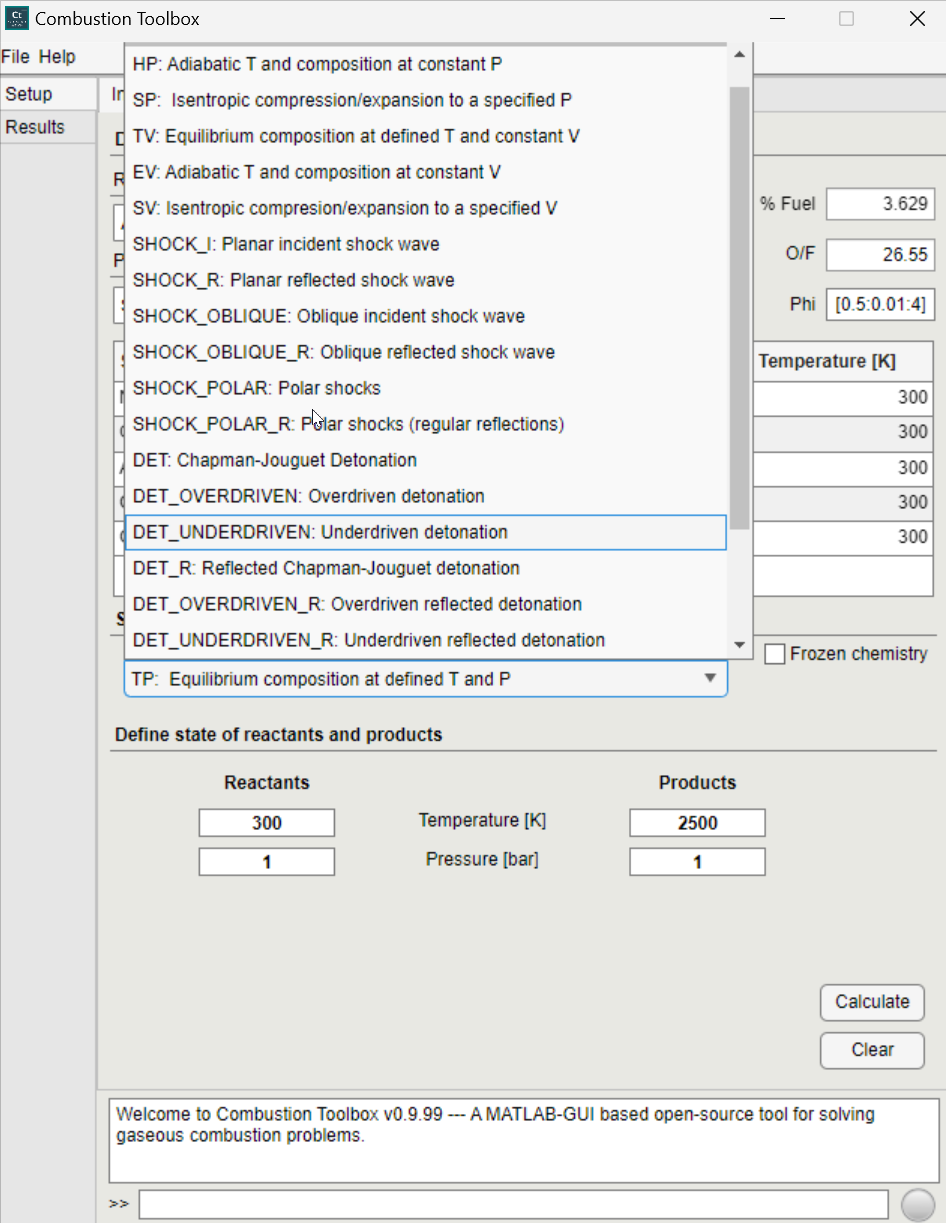 Ct
Combustion Toolbox
File Help
Setup
Results
HP: Adiabatic T and composition at constant P
SP: Isentropic compression/expansion to a specified P
TV: Equilibrium composition at defined T and constant V
EV: Adiabatic T and composition at constant V
SV: Isentropic compresion/expansion to a specified V
SHOCK_I: Planar incident shock wave
SHOCK_R: Planar reflected shock wave
SHOCK_OBLIQUE: Oblique incident shock wave
SHOCK_OBLIQUE_R: Oblique reflected shock wave
SHOCK_POLAR: Polar shocks
SHOCK_POLAR_R: Polar shocks (regular reflections)
DET: Chapman-Jouguet Detonation
DET_OVERDRIVEN: Overdriven detonation
DET_UNDERDRIVEN: Underdriven detonation
DET_R: Reflected Chapman-Jouguet detonation
DET_OVERDRIVEN_R: Overdriven reflected detonation
DET_UNDERDRIVEN_R: Underdriven reflected detonation
TP: Equilibrium composition at defined T and P
% Fuel 3.629
O/F 26.55
Phi [0.5:0.01:4]
Temperature [K]
300
300
300
300
300
Frozen chemistry
Define state of reactants and products
Reactants Products
300 Temperature [K] 2500
1 Pressure [bar] 1
Calculate
Clear
Welcome to Combustion Toolbox v0.9.99 --- A MATLAB-GUI based open-source tool for solving
gaseous combustion problems.
>>